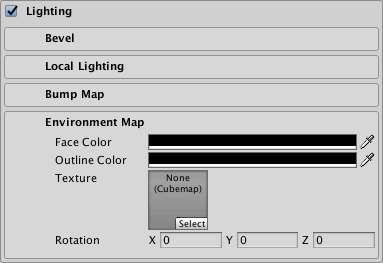 Lighting
Bevel
Local Lighting
Bump Map
Environment Map
Face Color
Outline Color
Texture
None
(Cubemap)
Select
Rotation X 0 Y 0 Z 0